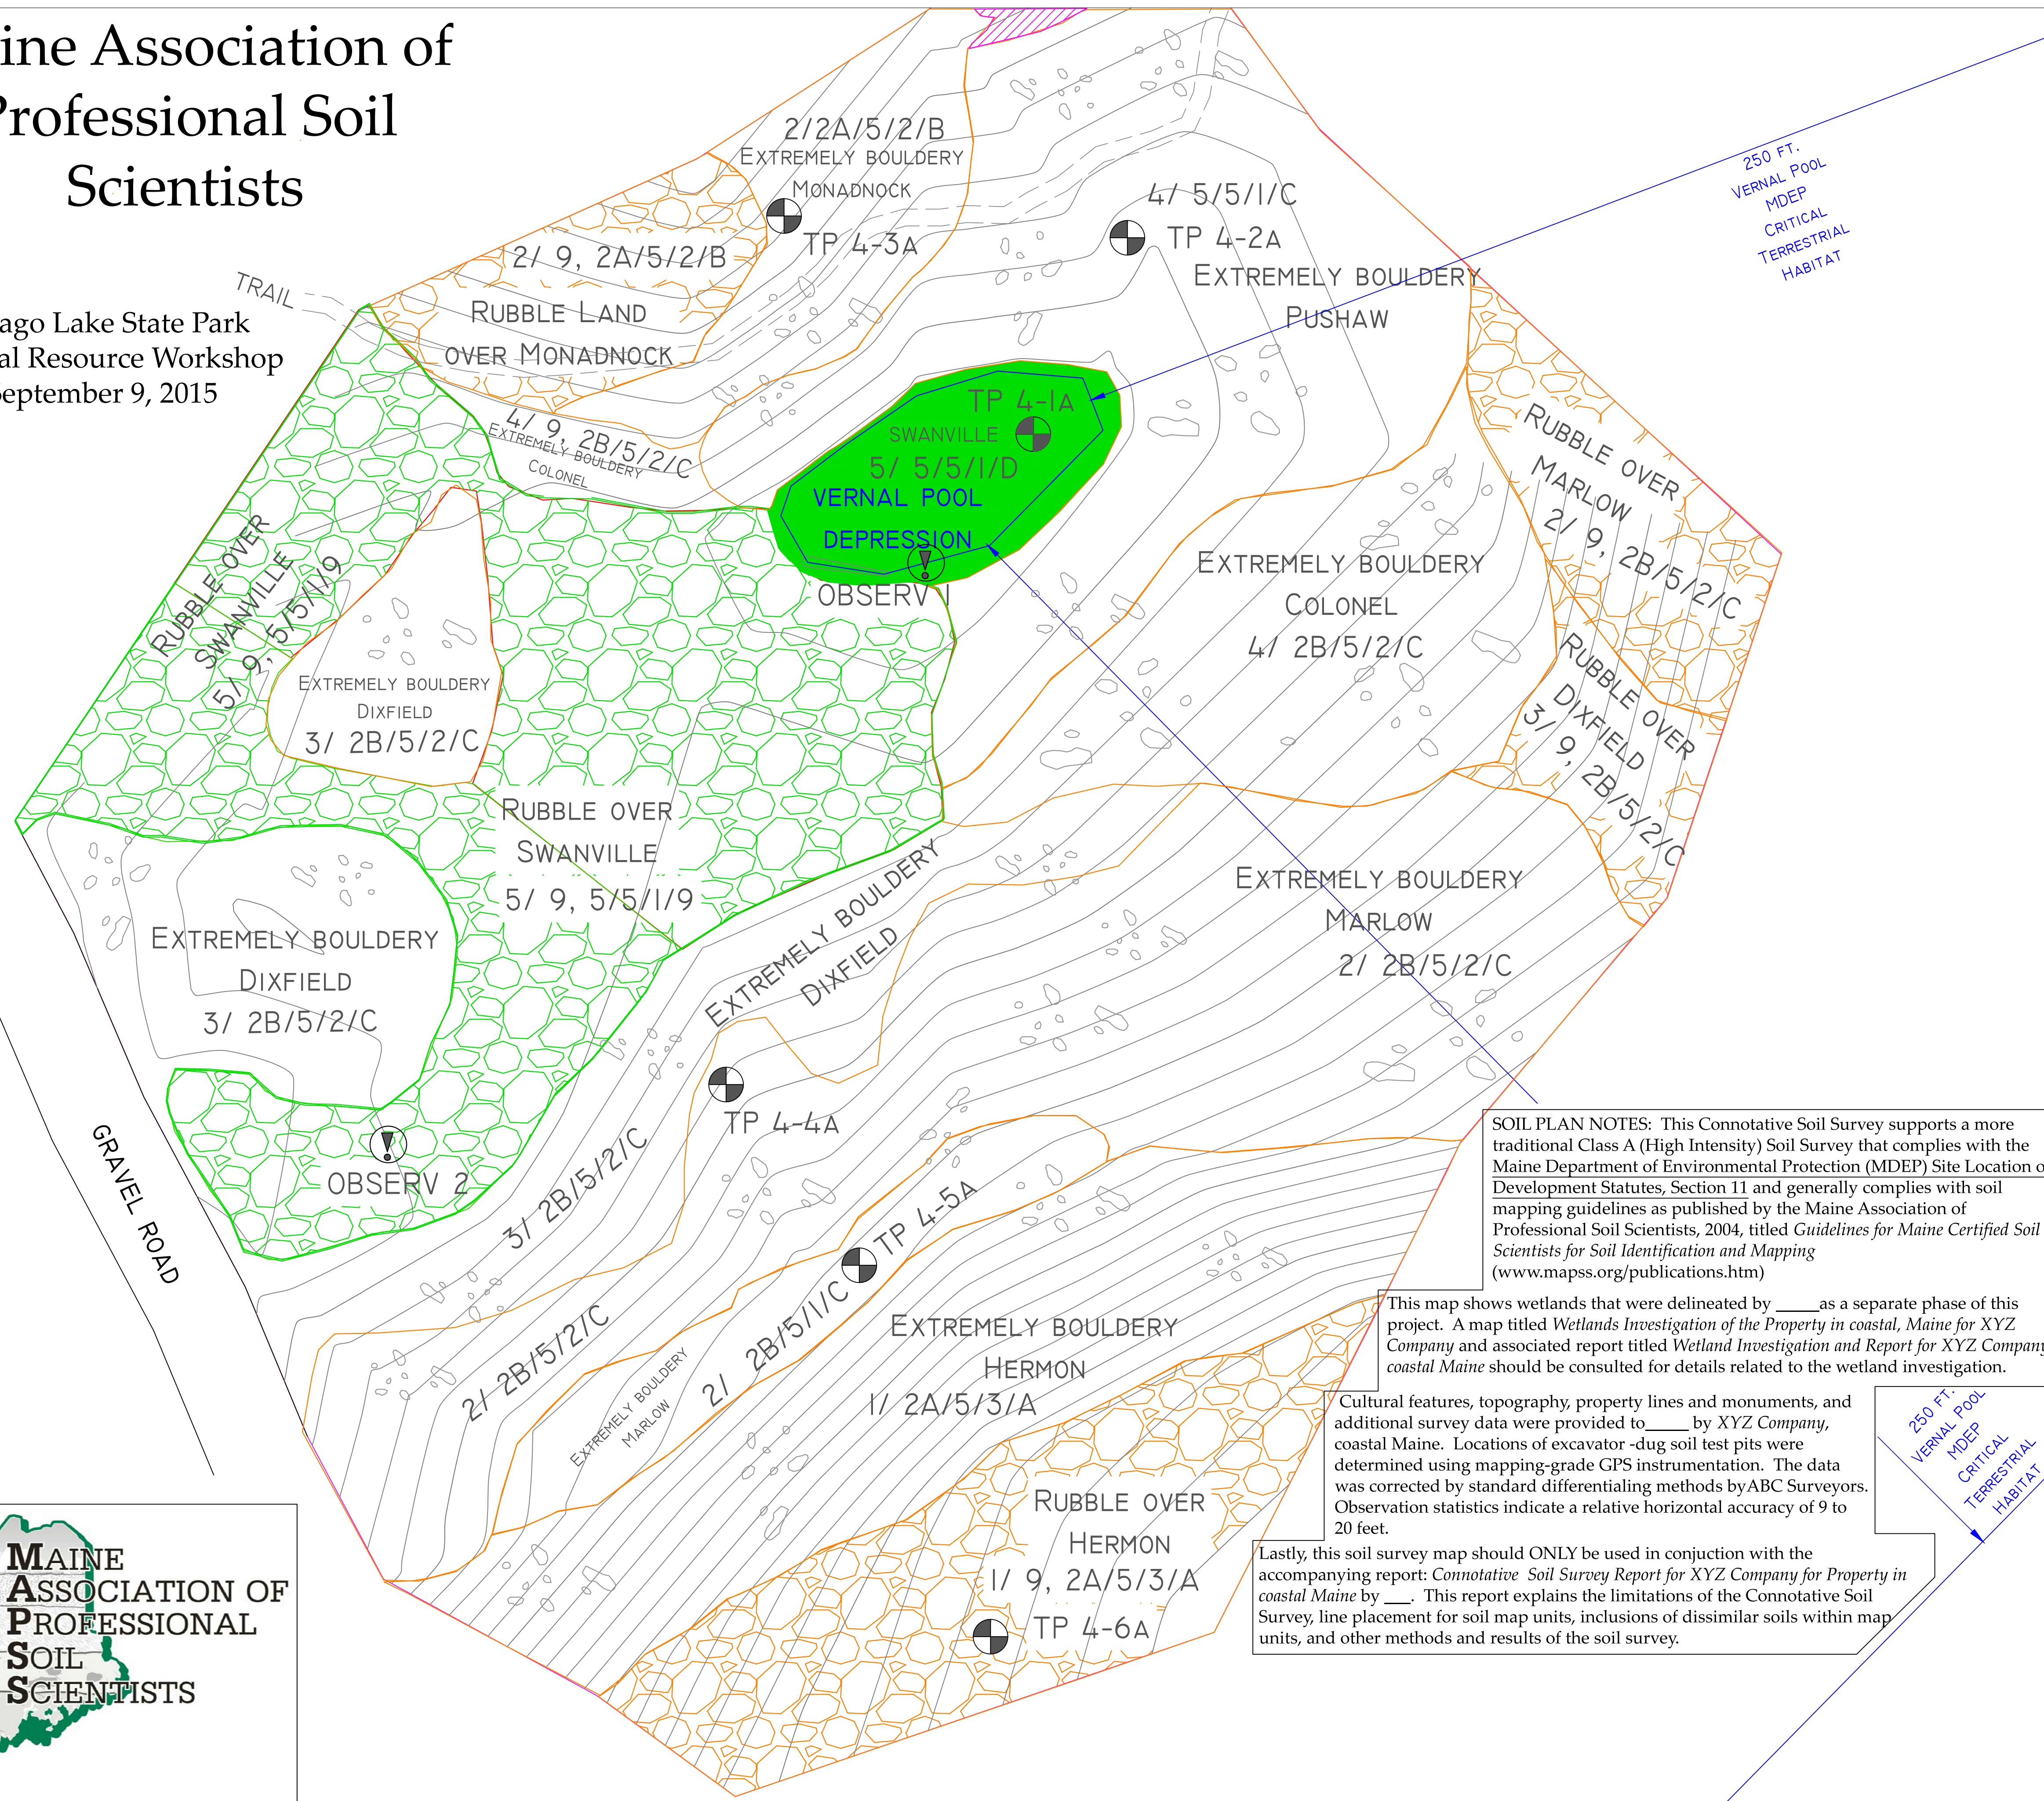 ine Association of
Professional Soil
Scientists
ago Lake State Park
al Resource Workshop
September 9, 2015
TRAIL
2/2A/5/2/B
EXTREMELY BOULDERY
MONADNOCK
TP 4-3A
2/ 9, 2A/5/2/B
RUBBLE LAND
OVER MONADNOCK
4/ 5/5/1/C
TP 4-2A
EXTREMELY BOULDERY
PUSHAW
250 FT.
VERNAL POOL
MDEP
CRITICAL
TERRESTRIAL
HABITAT
4/ 9, 2B/5/2/C
EXTREMELY BOULDERY
COLONEL
TP 4-1A
SWANVILLE
5/ 5/5/1/D
VERNAL POOL
DEPRESSION
OBSERV 1
RUBBLE OVER
MARLOW
2/ 9, 2B/5/2/C
RUBBLE OVER
SWANVILLE
5/ 9, 5/5/1/9
EXTREMELY BOULDERY
DIXFIELD
3/ 2B/5/2/C
EXTREMELY BOULDERY
COLONEL
4/ 2B/5/2/C
RUBBLE OVER
DIXFIELD
3/ 9, 2B/5/2/C
RUBBLE OVER
SWANVILLE
5/ 9, 5/5/1/9
EXTREMELY BOULDERY
DIXFIELD
3/ 2B/5/2/C
EXTREMELY BOULDERY
DIXFIELD
3/ 2B/5/2/C
EXTREMELY BOULDERY
MARLOW
2/ 2B/5/2/C
TP 4-4A
OBSERV 2
GRAVEL ROAD
TP 4-5A
2/ 2B/5/1/C
2/ 2B/5/2/C
EXTREMELY BOULDERY
MARLOW
EXTREMELY BOULDERY
HERMON
1/ 2A/5/3/A
RUBBLE OVER
HERMON
1/ 9, 2A/5/3/A
TP 4-6A
SOIL PLAN NOTES: This Connotative Soil Survey supports a more
traditional Class A (High Intensity) Soil Survey that complies with the
Maine Department of Environmental Protection (MDEP) Site Location o
Development Statutes, Section 11 and generally complies with soil
mapping guidelines as published by the Maine Association of
Professional Soil Scientists, 2004, titled Guidelines for Maine Certified Soil
Scientists for Soil Identification and Mapping
(www.mapss.org/publications.htm)
This map shows wetlands that were delineated by _____as a separate phase of this
project. A map titled Wetlands Investigation of the Property in coastal, Maine for XYZ
Company and associated report titled Wetland Investigation and Report for XYZ Company
coastal Maine should be consulted for details related to the wetland investigation.
Cultural features, topography, property lines and monuments, and
additional survey data were provided to_____ by XYZ Company,
coastal Maine. Locations of excavator -dug soil test pits were
determined using mapping-grade GPS instrumentation. The data
was corrected by standard differentialing methods byABC Surveyors.
Observation statistics indicate a relative horizontal accuracy of 9 to
20 feet.
Lastly, this soil survey map should ONLY be used in conjuction with the
accompanying report: Connotative Soil Survey Report for XYZ Company for Property in
coastal Maine by ___. This report explains the limitations of the Connotative Soil
Survey, line placement for soil map units, inclusions of dissimilar soils within map
units, and other methods and results of the soil survey.
250 FT.
VERNAL POOL
MDEP
CRITICAL
TERRESTRIAL
HABITAT
MAINE
ASSOCIATION OF
PROFESSIONAL
SOIL
SCIENTISTS